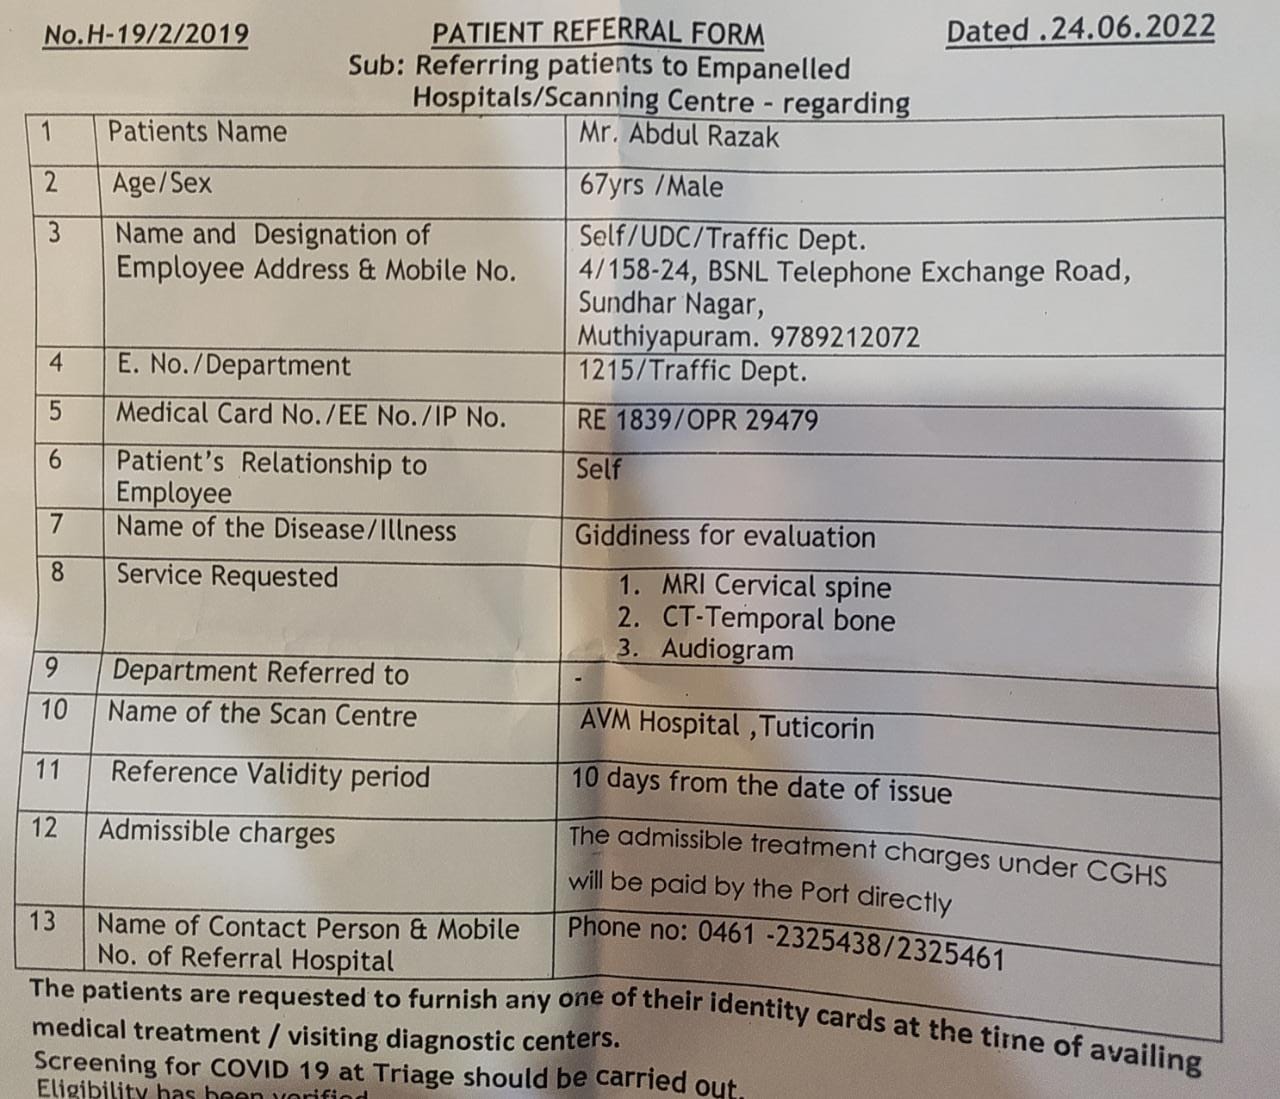 No.H-19/2/2019 PATIENT REFERRAL FORM Dated .24.06.2022
Sub: Referring patients to Empanelled
Hospitals/Scanning Centre - regarding
1 Patients Name Mr. Abdul Razak
2 Age/Sex 67yrs /Male
3 Name and Designation of Self/UDC/Traffic Dept.
Employee Address & Mobile No. 4/158-24, BSNL Telephone Exchange Road,
Sundhar Nagar,
Muthiyapuram. 9789212072
4 E. No./Department 1215/Traffic Dept.
5 Medical Card No./EE No./IP No. RE 1839/OPR 29479
6 Patient's Relationship to Self
Employee
7 Name of the Disease/Illness Giddiness for evaluation
8 Service Requested 1. MRI Cervical spine
2. CT-Temporal bone
3. Audiogram
9 Department Referred to -
10 Name of the Scan Centre AVM Hospital ,Tuticorin
11 Reference Validity period 10 days from the date of issue
12 Admissible charges The admissible treatment charges under CGHS
will be paid by the Port directly
13 Name of Contact Person & Mobile Phone no: 0461 -2325438/2325461
No. of Referral Hospital
The patients are requested to furnish any one of their identity cards at the time of availing
medical treatment / visiting diagnostic centers.
Screening for COVID 19 at Triage should be carried out.
Eligibility has been verified